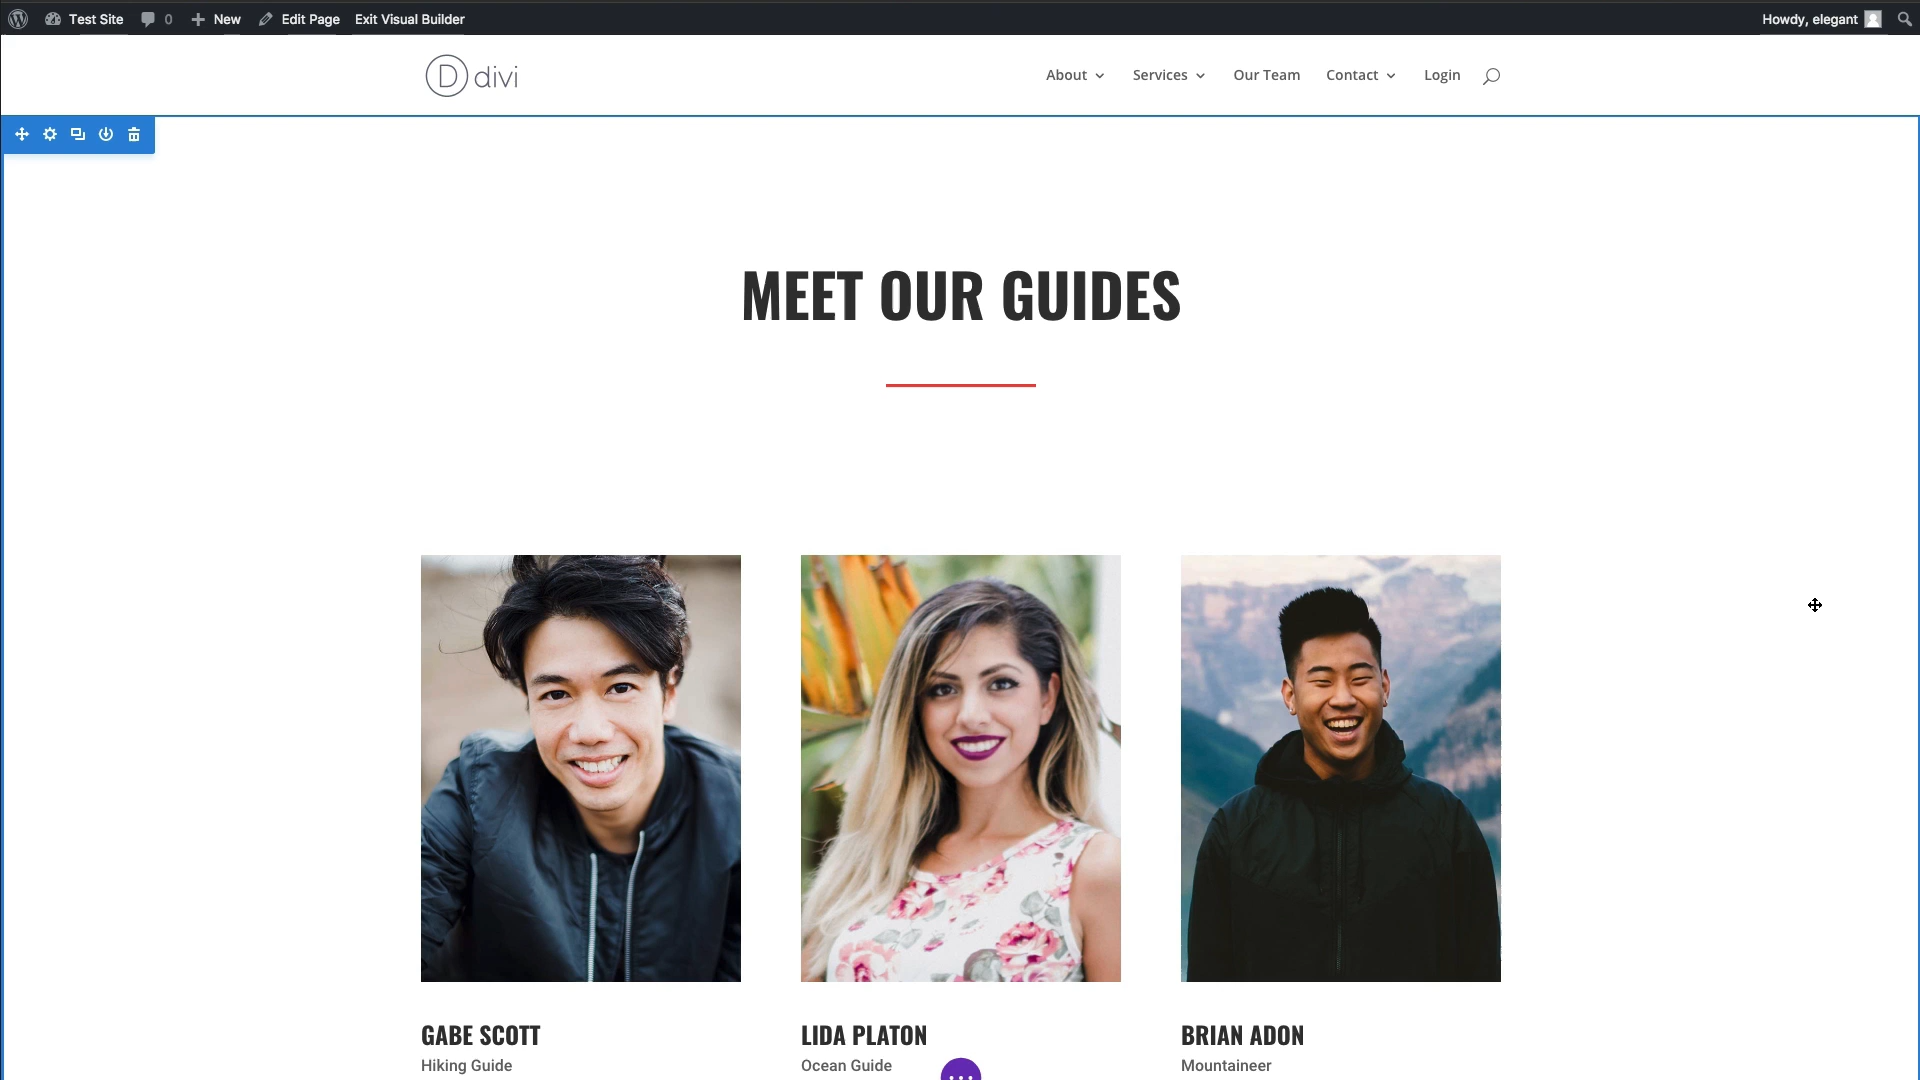 Test Site 0 New Edit Page Exit Visual Builder Howdy, elegant
D divi About Services Our Team Contact Login
MEET OUR GUIDES
GABE SCOTT LIDA PLATON BRIAN ADON
Hiking Guide Ocean Guide Mountaineer